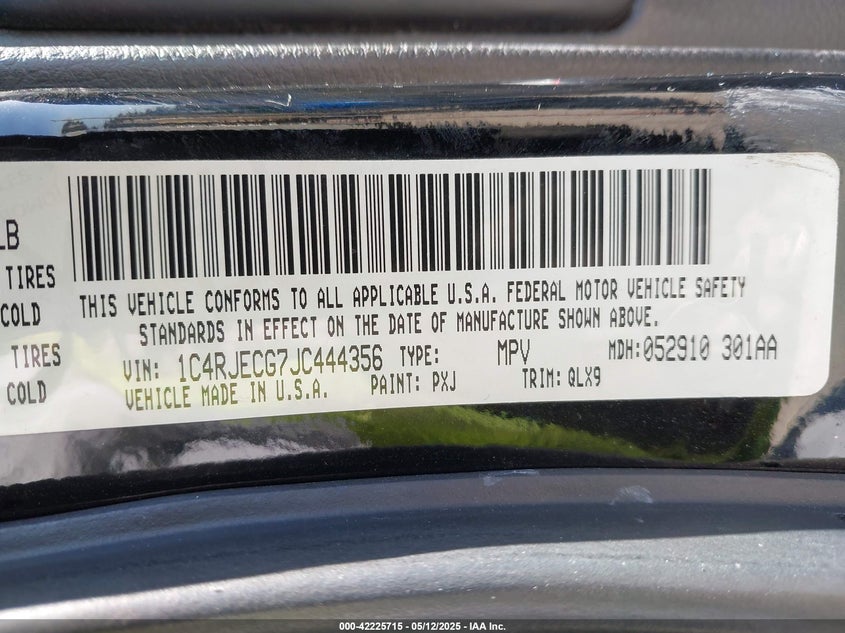 LB
TIRES
COLD
TIRES
COLD
THIS VEHICLE CONFORMS TO ALL APPLICABLE U.S.A. FEDERAL MOTOR VEHICLE SAFETY
STANDARDS IN EFFECT ON THE DATE OF MANUFACTURE SHOWN ABOVE.
VIN: 1C4RJECG7JC444356 TYPE: MPV MDH:052910 301AA
VEHICLE MADE IN U.S.A. PAINT: PXJ TRIM: QLX9
000-42225715 - 05/12/2025 - IAA Inc.